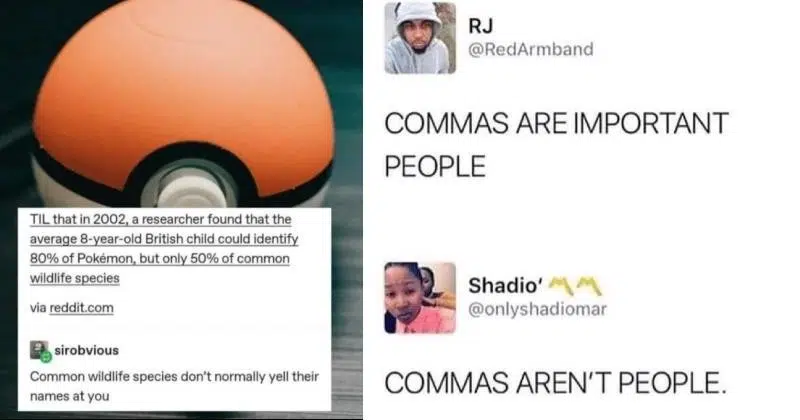 TIL that in 2002, a researcher found that the
average 8-year-old British child could identify
80% of Pokémon, but only 50% of common
wildlife species
via reddit.com
sirobvious
Common wildlife species don't normally yell their
names at you
RJ
@RedArmband
COMMAS ARE IMPORTANT
PEOPLE
Shadio'
@onlyshadiomar
COMMAS AREN'T PEOPLE.